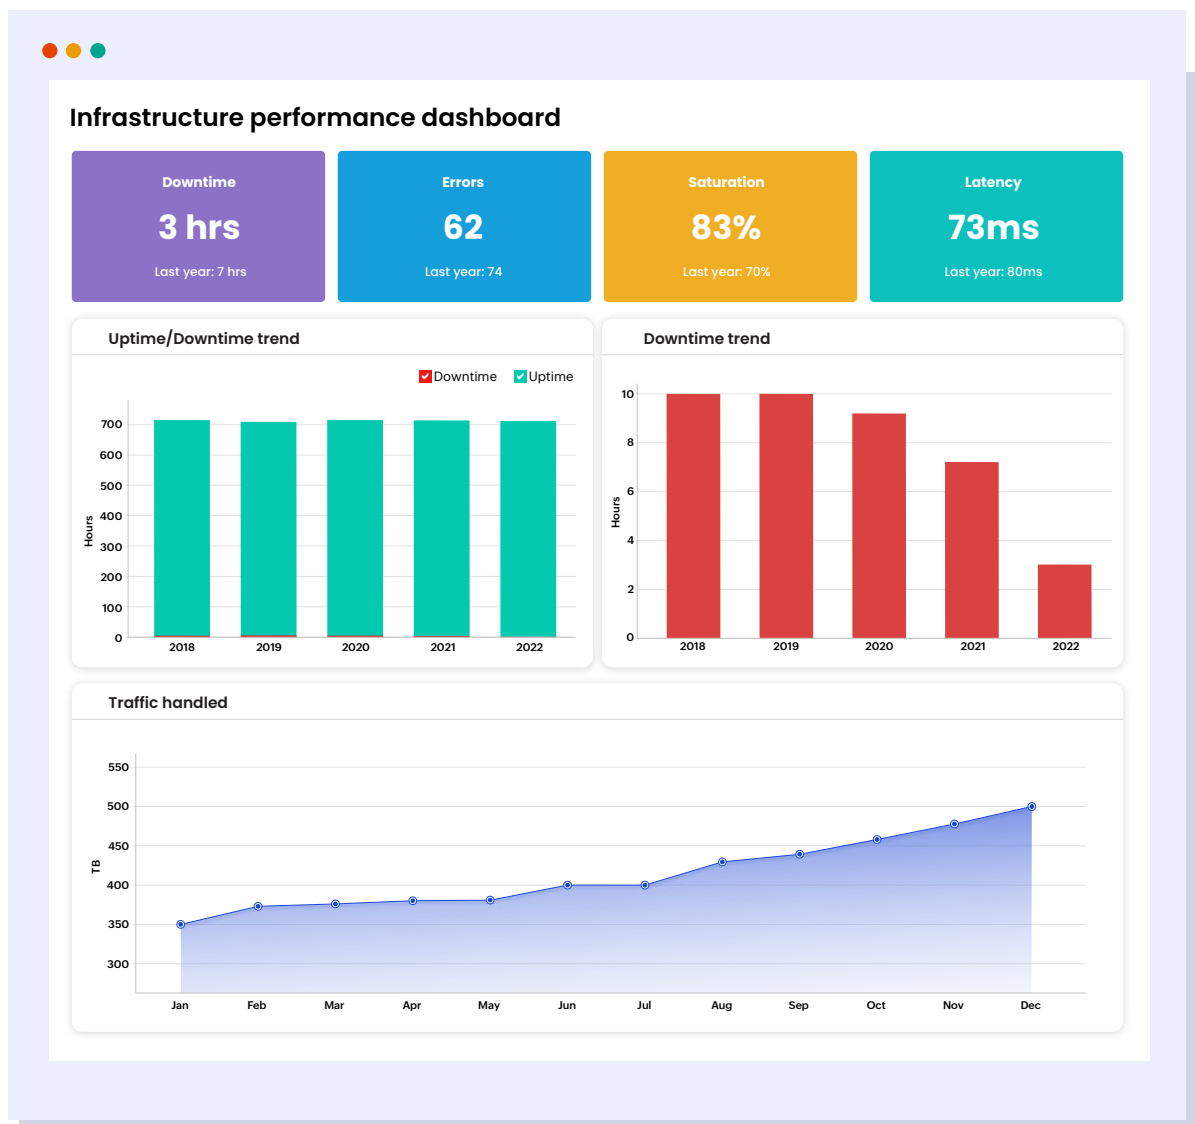 Infrastructure performance dashboard
Downtime
3 hrs
Last year: 7 hrs
Errors
62
Last year: 74
Saturation
83%
Last year: 70%
Latency
73ms
Last year: 80ms
Uptime/Downtime trend
Downtime Uptime
Hours
700
600
500
400
300
200
100
0
2018 2019 2020 2021 2022
Downtime trend
Hours
10
8
6
4
2
0
2018 2019 2020 2021 2022
Traffic handled
TB
550
500
450
400
350
300
Jan Feb Mar Apr May Jun Jul Aug Sep Oct Nov Dec